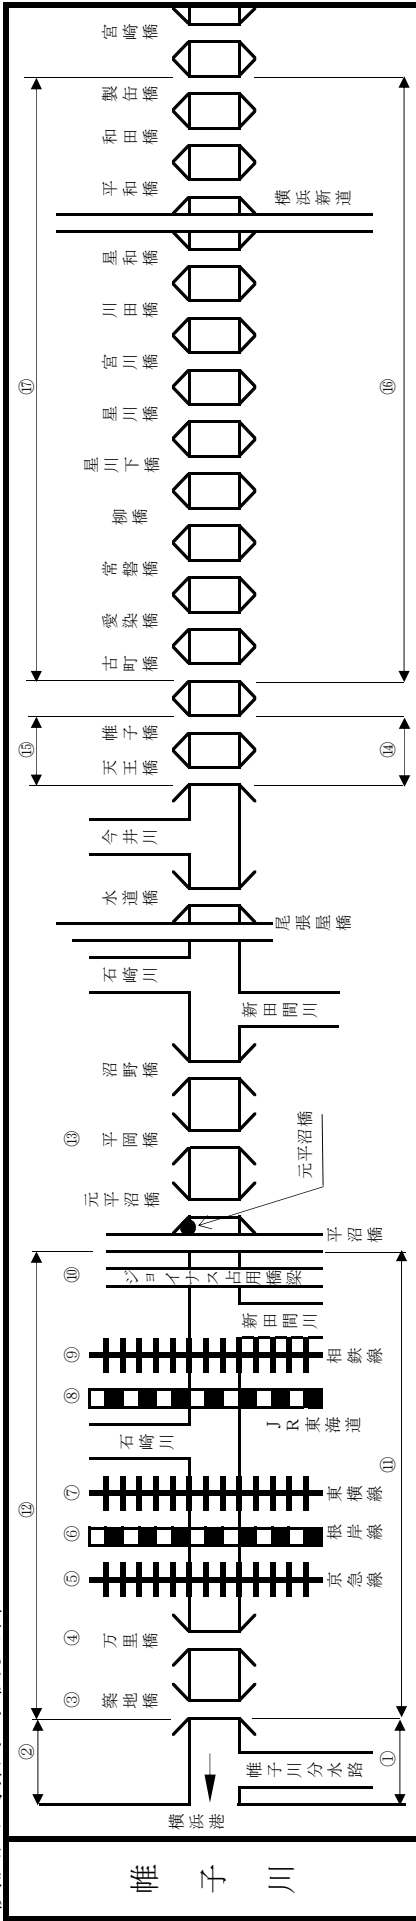 宮崎橋
製缶橋
和田橋
平和橋
横浜新道
星和橋
川田橋
宮川橋
⑰
⑯
星川橋
星川下橋
柳橋
常磐橋
愛染橋
古町橋
帷子橋
⑮
⑭
天王橋
今井川
水道橋
尾張屋橋
石崎川
新田間川
沼野橋
⑬
平岡橋
元平沼橋
元平沼橋
平沼橋
⑩
ジョイナス占用橋梁
新田間川
⑨
相鉄線
⑧
JR東海道
石崎川
⑪
⑫
⑦
東横線
⑥
根岸線
⑤
京急線
④
万里橋
③
築地橋
②
①
帷子川分水路
横浜港
帷子川